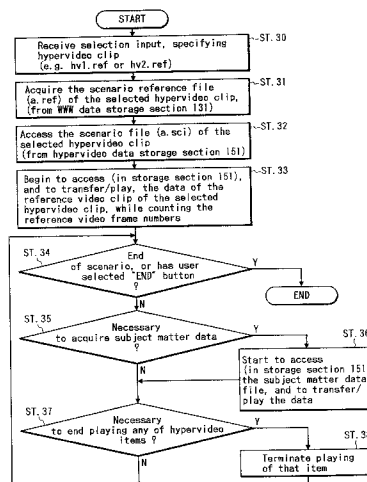 START
ST.30
Receive selection input, specifying
hypervideo clip
(e.g. hv1.ref or hv2.ref)
ST.31
Acquire the scenario reference file
(a.ref) of the selected hypervideo clip,
(from WWW data storage section 131)
ST.32
Access the scenario file (a.sci) of the
selected hypervideo clip
(from hypervideo data storage section 151)
ST.33
Begin to access (in storage section 151),
and to transfer/play, the data of the
reference video clip of the selected
hypervideo clip, while counting the
reference video frame numbers
ST.34
End
of scenario, or has user
selected "END" button
?
Y
END
N
ST.35
Necessary
to acquire subject matter data
?
Y
ST.36
Start to access
(in storage section 151)
the subject matter data
file, and to transfer/
play the data
N
ST.37
Necessary
to end playing any of hypervideo
items ?
Y
ST.38
Terminate playing
of that item
N